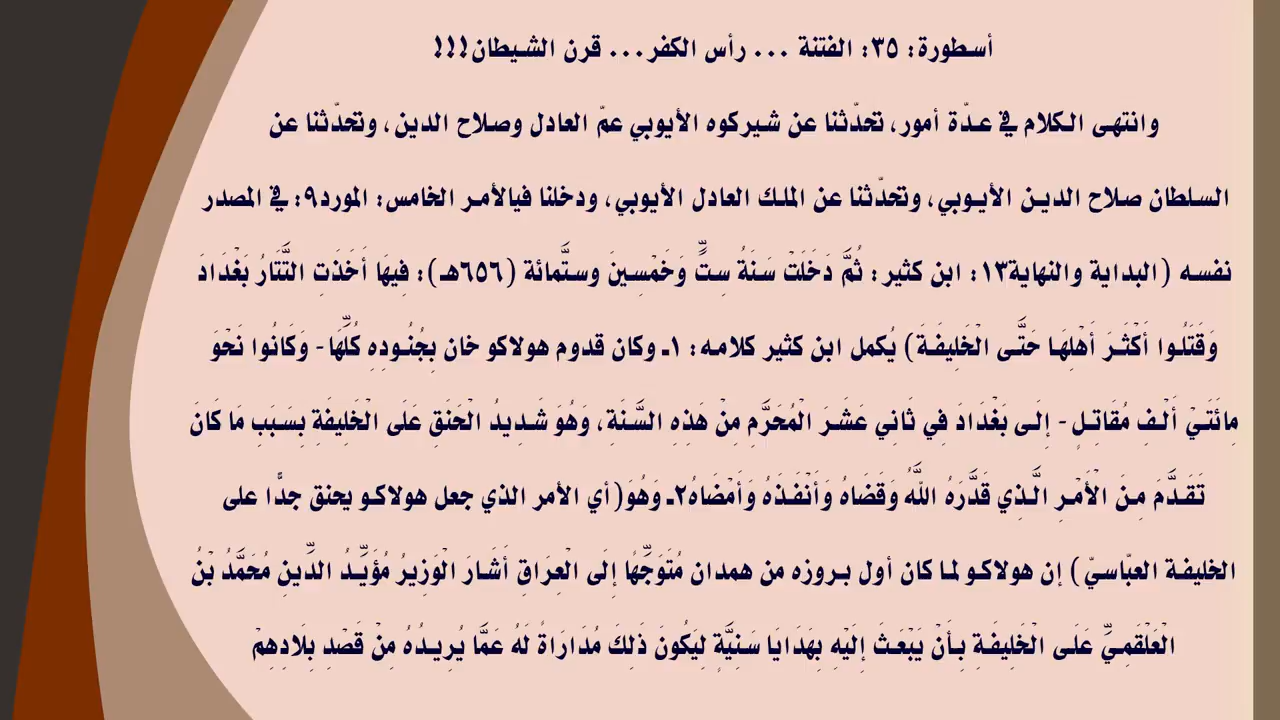 أسطورة: ٣٥: الفتنة ... رأس الكفر... قرن الشيطان!!!
وانتهى الكلام في عدّة أمور، تحدّثنا عن شيركوه الأيوبي عمّ العادل وصلاح الدين، وتحدّثنا عن
السلطان صلاح الدين الأيوبي، وتحدّثنا عن الملك العادل الأيوبي، ودخلنا فيالأمر الخامس: المورد٩: في المصدر
نفسه (البداية والنهاية١٣: ابن كثير: ثُمَّ دَخَلَتْ سَنَةُ سِتٍّ وَخَمْسِينَ وستَّمائة (٦٥٦هـ): فِيهَا أَخَذَتِ التَّتَارُ بَغْدَادَ
وَقَتَلُوا أَكْثَرَ أَهْلِهَا حَتَّى الْخَلِيفَةَ) يُكمل ابن كثير كلامه: ١ـ وكان قدوم هولاكو خان بِجُنُودِهِ كُلِّهَا- وَكَانُوا نَحْوَ
مِائَتَيْ أَلْفِ مُقَاتِلٍ- إِلَى بَغْدَادَ فِي ثَانِي عَشَرَ الْمُحَرَّمِ مِنْ هَذِهِ السَّنَةِ، وَهُوَ شَدِيدُ الْحَنَقِ عَلَى الْخَلِيفَةِ بِسَبَبِ مَا كَانَ
تَقَدَّمَ مِنَ الْأَمْرِ الَّذِي قَدَّرَهُ اللَّهُ وَقَضَاهُ وَأَنْفَذَهُ وَأَمْضَاهُ٢ـ وَهُوَ(أي الأمر الذي جعل هولاكو يحنق جدًّا على
الخليفة العبّاسيّ) إن هولاكو لما كان أول بروزه من همدان مُتَوَجِّهًا إِلَى الْعِرَاقِ أَشَارَ الْوَزِيرُ مُؤَيِّدُ الدِّينِ مُحَمَّدُ بْنُ
الْعَلْقَمِيِّ عَلَى الْخَلِيفَةِ بِأَنْ يَبْعَثَ إِلَيْهِ بِهَدَايَا سَنِيَّةٍ لِيَكُونَ ذَلِكَ مُدَارَاةً لَهُ عَمَّا يُرِيدُهُ مِنْ قَصْدِ بِلَادِهِمْ